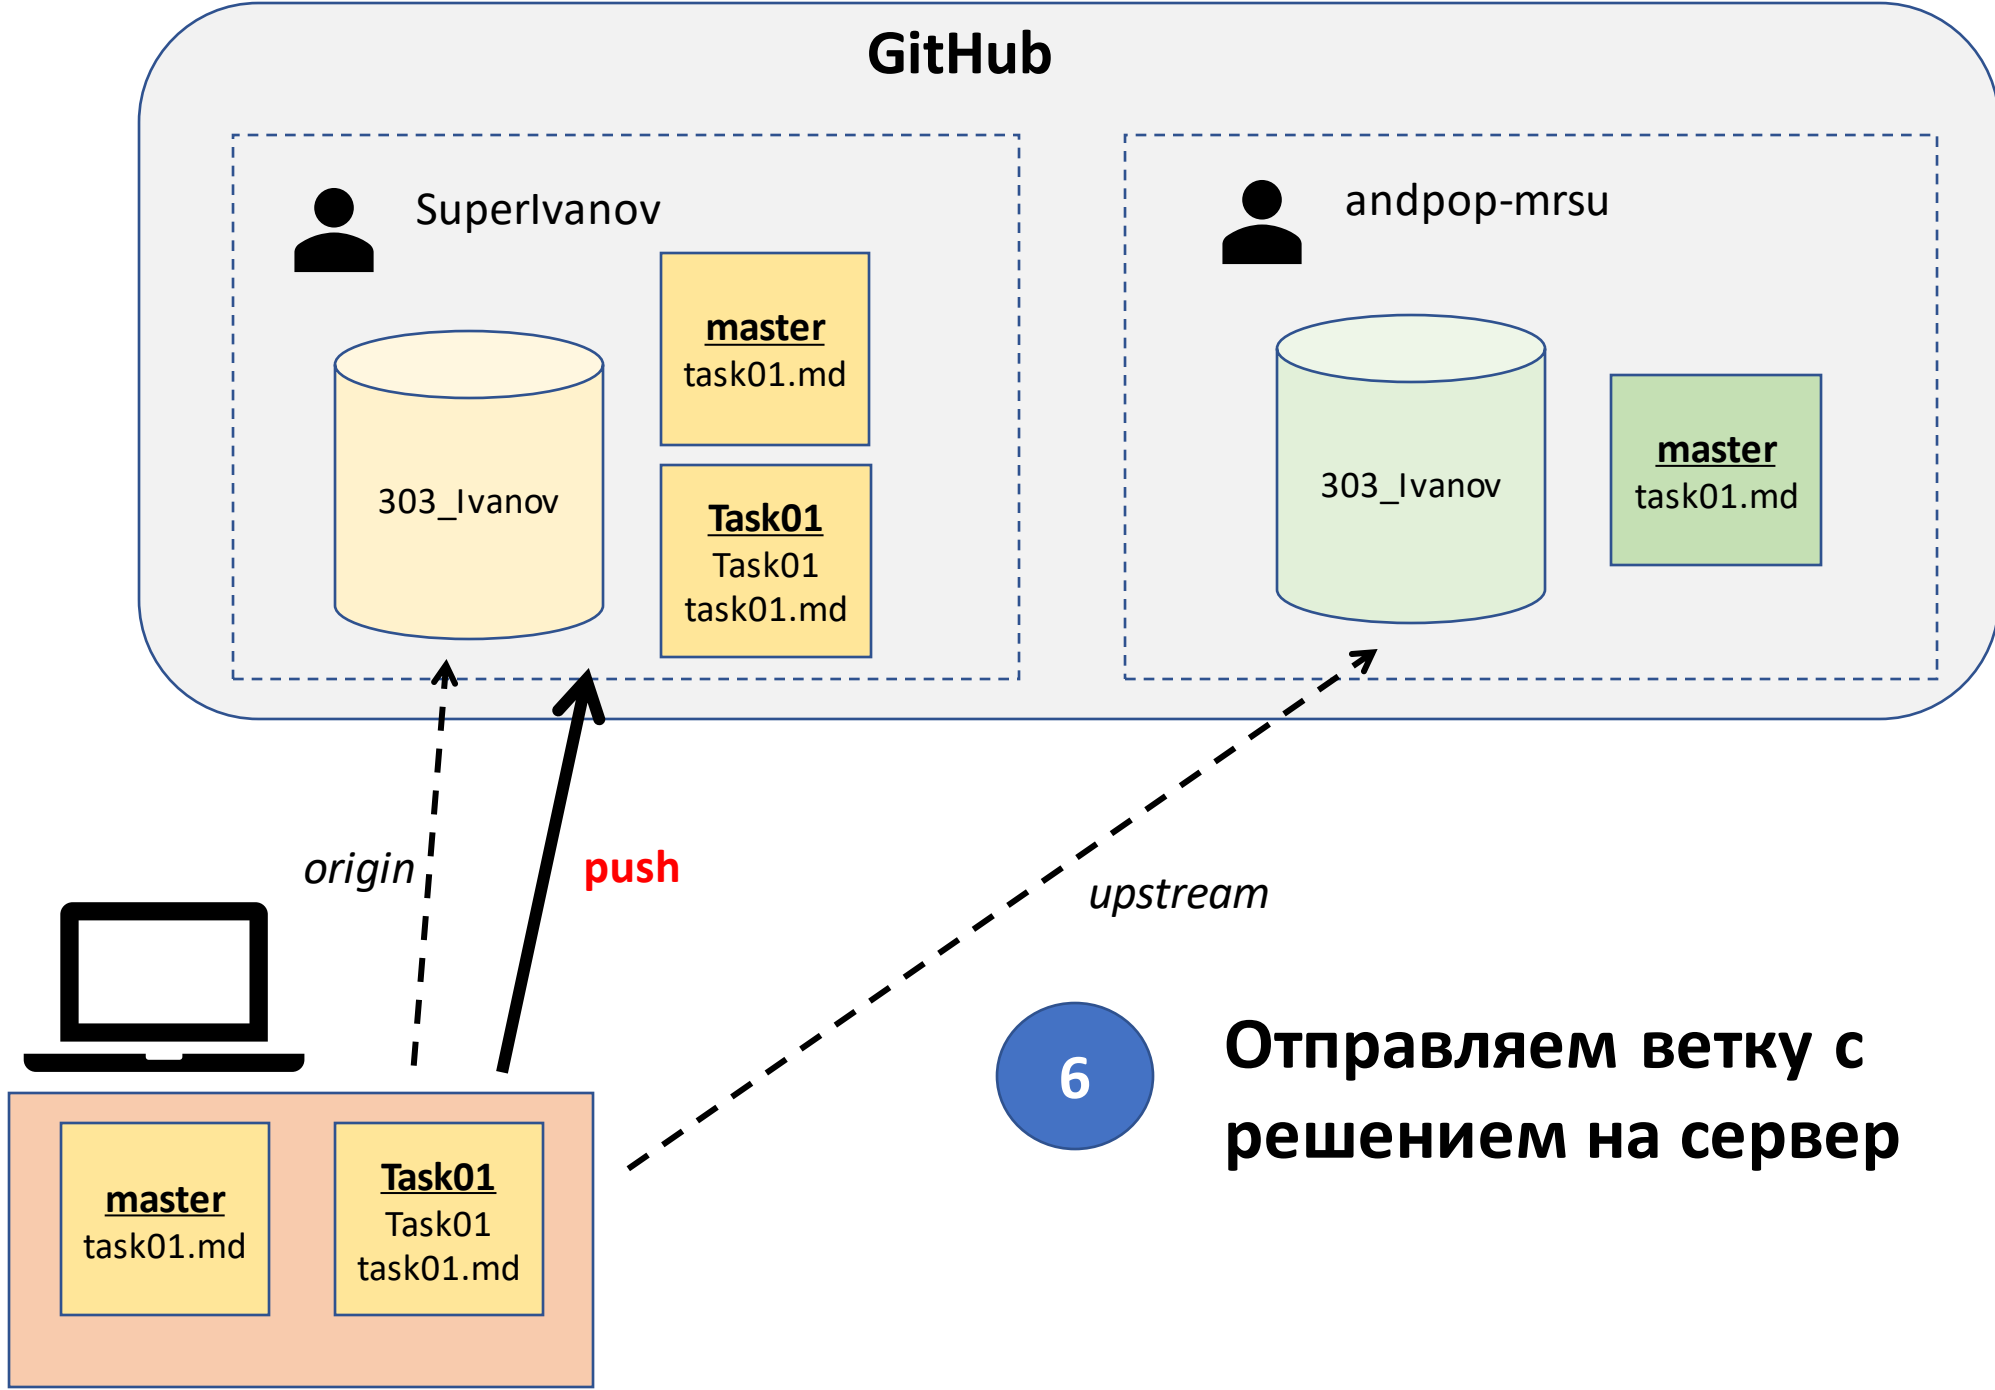 GitHub
SuperIvanov
master
task01.md
303_Ivanov
Task01
Task01
task01.md
andpop-mrsu
303_Ivanov
master
task01.md
origin
push
upstream
6
Отправляем ветку с
решением на сервер
master
task01.md
Task01
Task01
task01.md